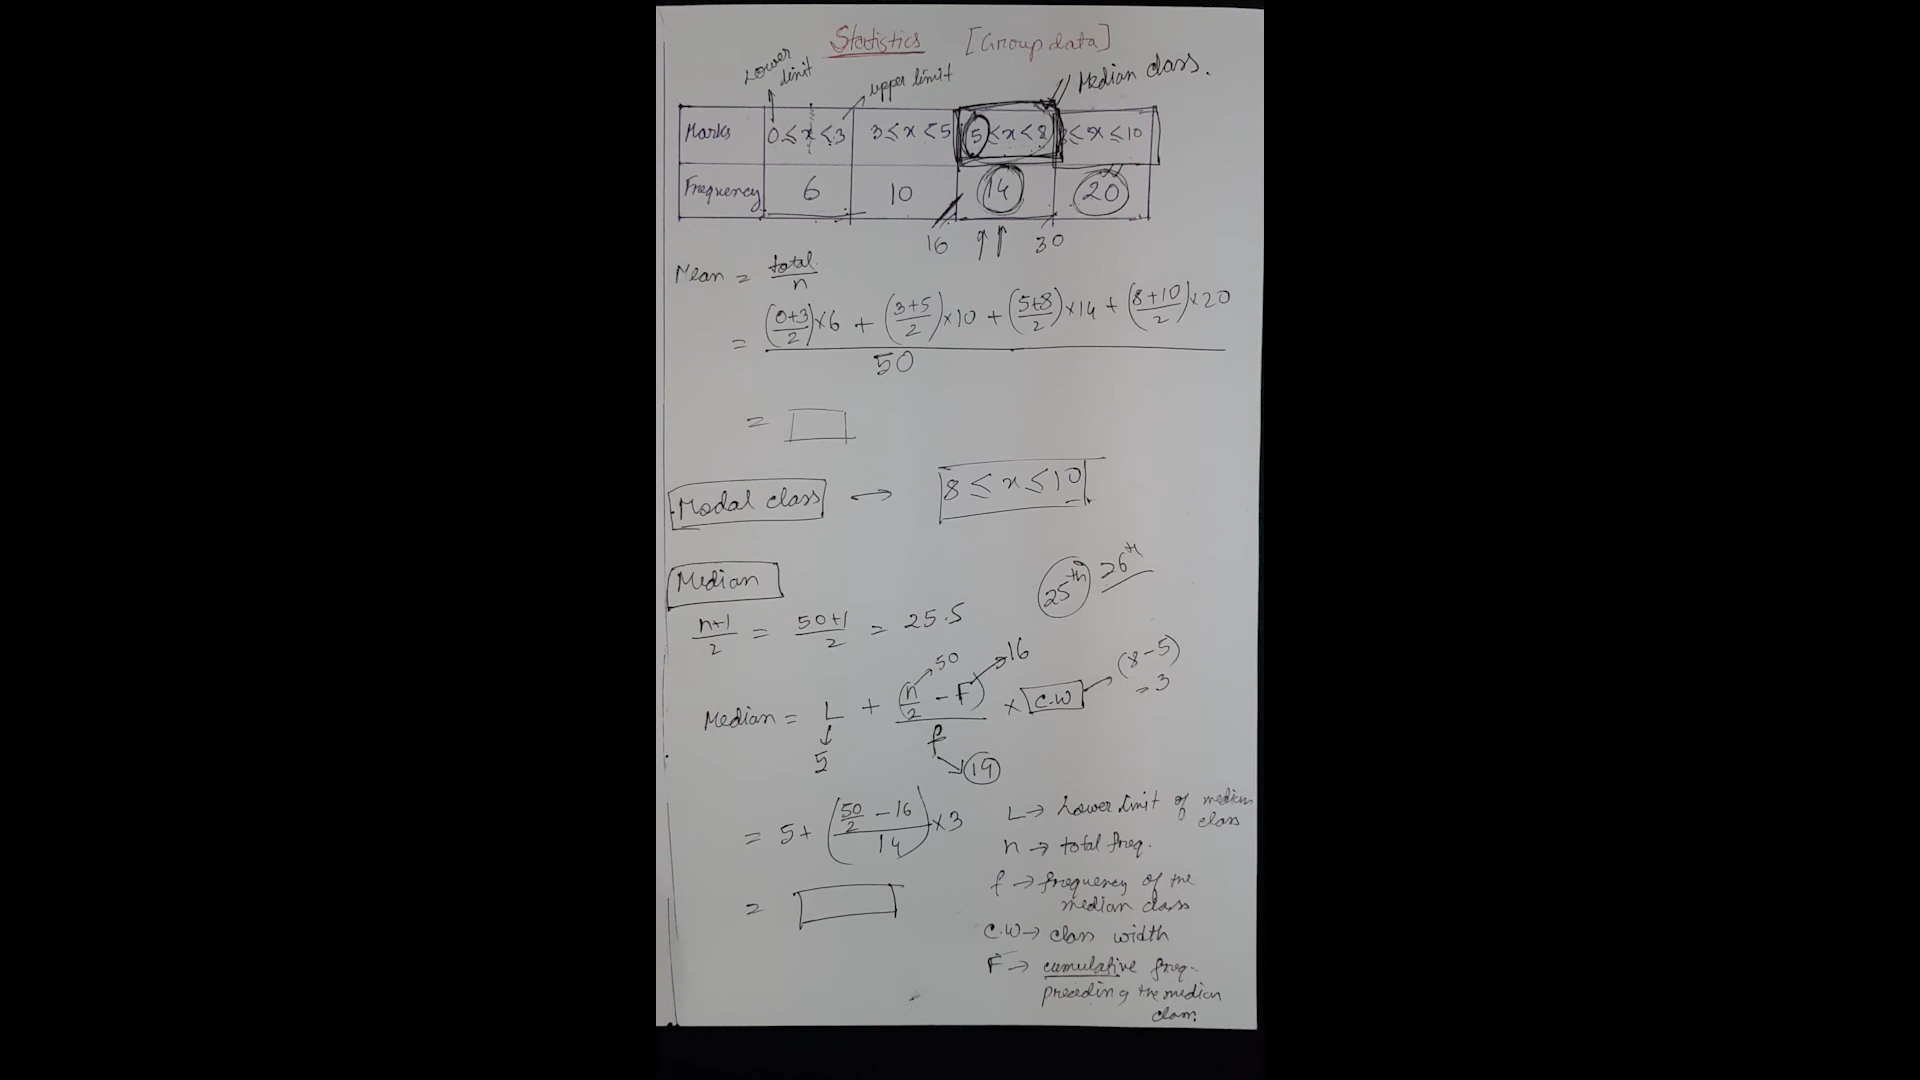 Statistics [Group data]
Lower limit
upper limit
Median class.
Marks 0 ≤ x ≤ 3 3 ≤ x ≤ 5 5 ≤ x ≤ 8 ≤ x ≤ 10
Frequency 6 10 14 20
16 30
Mean = total/n
= ((0+3)/2)×6 + ((3+5)/2)×10 + ((5+8)/2)×14 + ((8+10)/2)×20
50
=
Modal class → 8 ≤ x ≤ 10
Median
25th 26th
n+1/2 = 50+1/2 = 25.5
50 16 (8-5)
= 3
Median = L + (n/2 - F)/f × C.W
5 14
= 5 + ((50/2 - 16)/14) × 3
=
L → Lower limit of median class
n → total freq.
f → frequency of the
median class
C.W → class width
F → cumulative freq.
preceding the median
class.